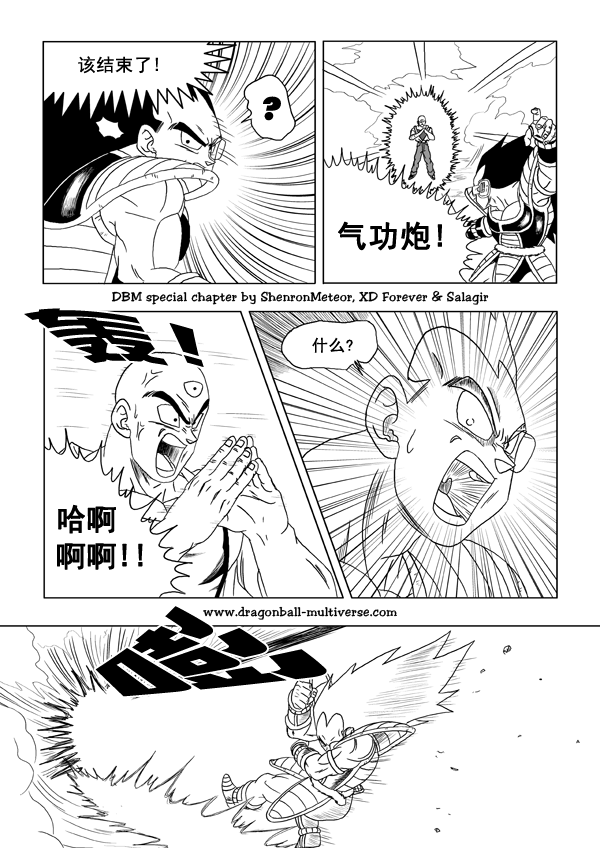 该结束了!
?
气功炮!
DBM special chapter by ShenronMeteor, XD Forever & Salagir
轰!
什么?
哈啊
啊啊!!
www.dragonball-multiverse.com